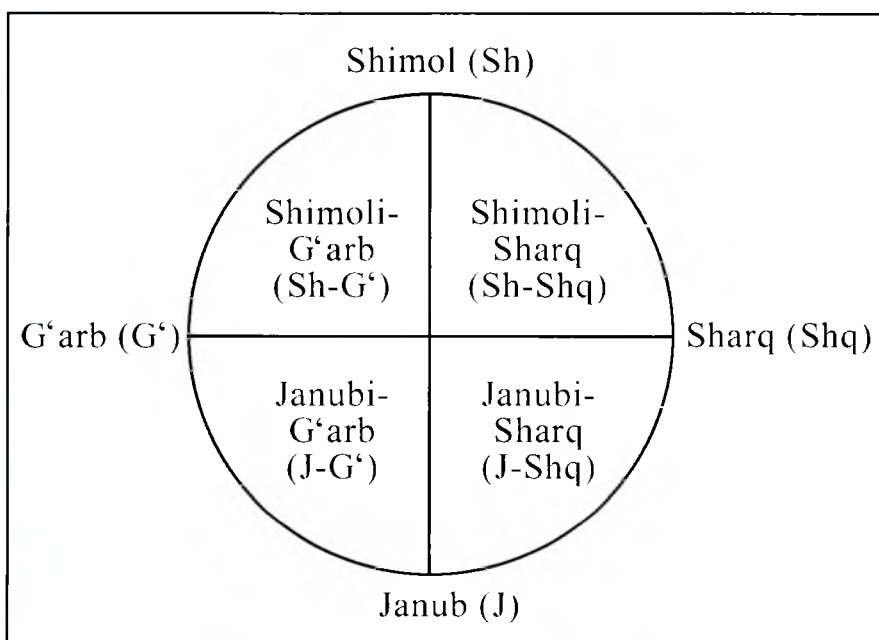 Shimol (Sh)
Shimoli-
G‘arb
(Sh-G‘)
Shimoli-
Sharq
(Sh-Shq)
G‘arb (G‘)
Sharq (Shq)
Janubi-
G‘arb
(J-G‘)
Janubi-
Sharq
(J-Shq)
Janub (J)